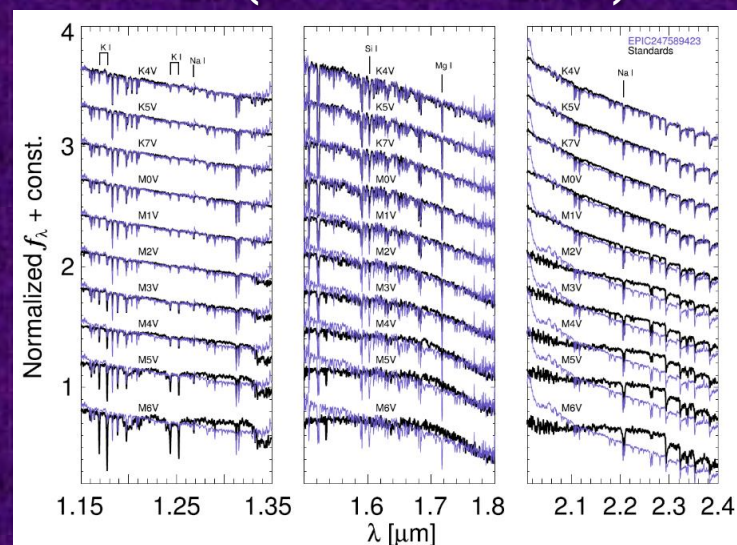 4
3
2
1
Normalized fλ + const.
K I
K I
Na I
K4V
K5V
K7V
M0V
M1V
M2V
M3V
M4V
M5V
M6V
1.15
1.25
1.35
Si I
Mg I
K4V
K5V
K7V
M0V
M1V
M2V
M3V
M4V
M5V
M6V
1.6
1.7
1.8
λ [μm]
EPIC247589423
Standards
Na I
K4V
K5V
K7V
M0V
M1V
M2V
M3V
M4V
M5V
M6V
2.1
2.2
2.3
2.4